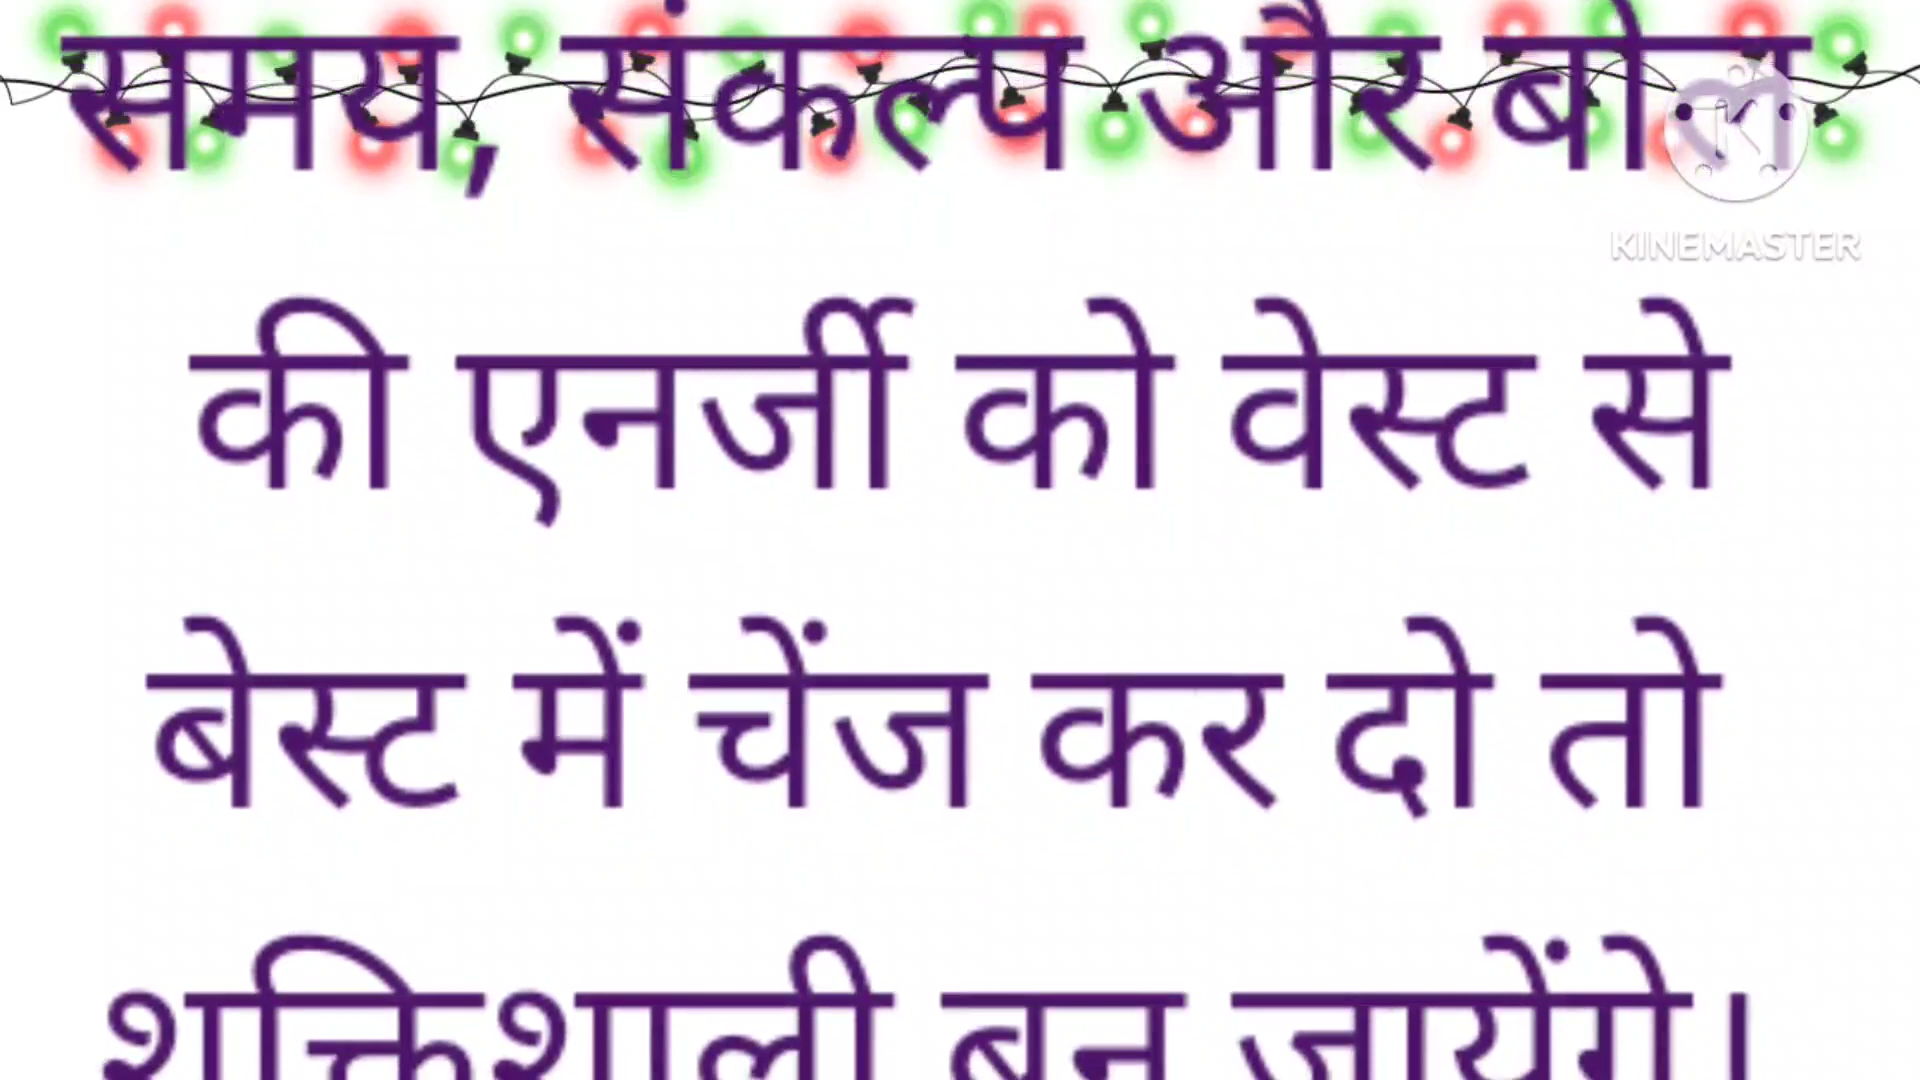 समय, संकल्प और बोल
KINEMASTER
की एनर्जी को वेस्ट से
बेस्ट में चेंज कर दो तो
शक्तिशाली बन जायेंगे।